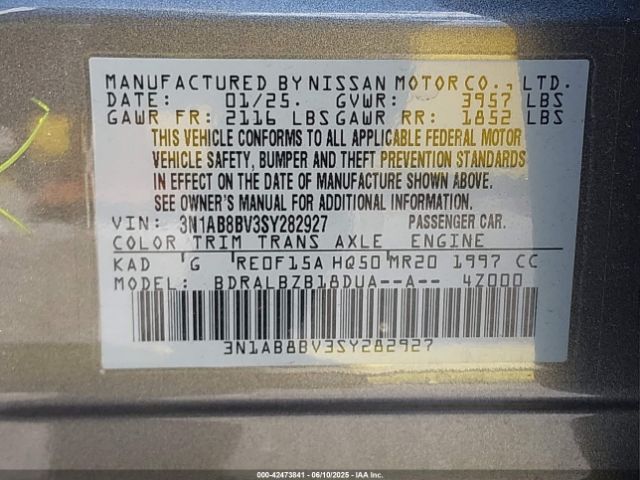 MANUFACTURED BY NISSAN MOTOR CO., LTD.
DATE: 01/25. GVWR: 3957 LBS
GAWR FR: 2116 LBS GAWR RR: 1852 LBS
THIS VEHICLE CONFORMS TO ALL APPLICABLE FEDERAL MOTOR
VEHICLE SAFETY, BUMPER AND THEFT PREVENTION STANDARDS
IN EFFECT ON THE DATE OF MANUFACTURE SHOWN ABOVE.
SEE OWNER'S MANUAL FOR ADDITIONAL INFORMATION.
VIN: 3N1AB8BV3SY282927 PASSENGER CAR.
COLOR TRIM TRANS AXLE ENGINE
KAD G RE0F15A HQ50 MR20 1997 CC
MODEL: BDRALBZB18DUA--A-- 4Z000
3N1AB8BV3SY282927
000-42473841 - 06/10/2025 - IAA Inc.